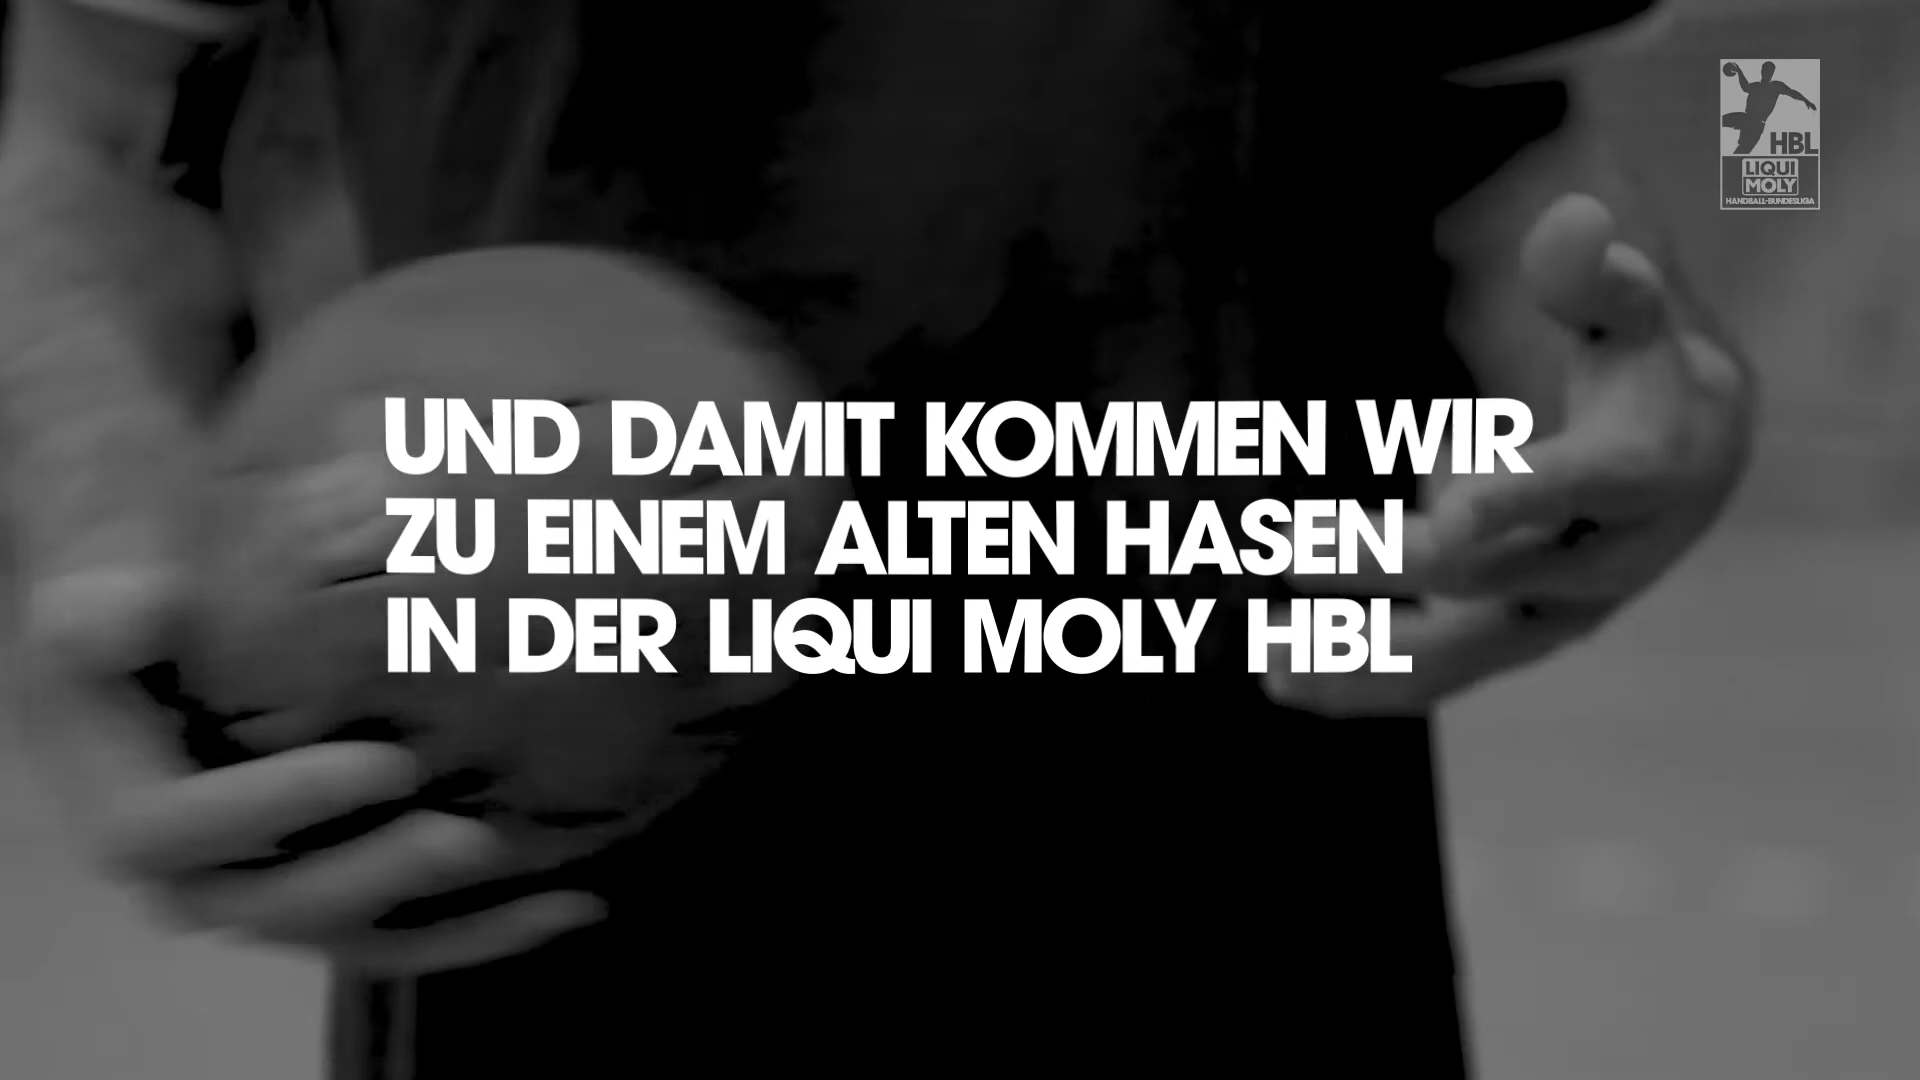 HBL
LIQUI
MOLY
HANDBALL-BUNDESLIGA
UND DAMIT KOMMEN WIR
ZU EINEM ALTEN HASEN
IN DER LIQUI MOLY HBL